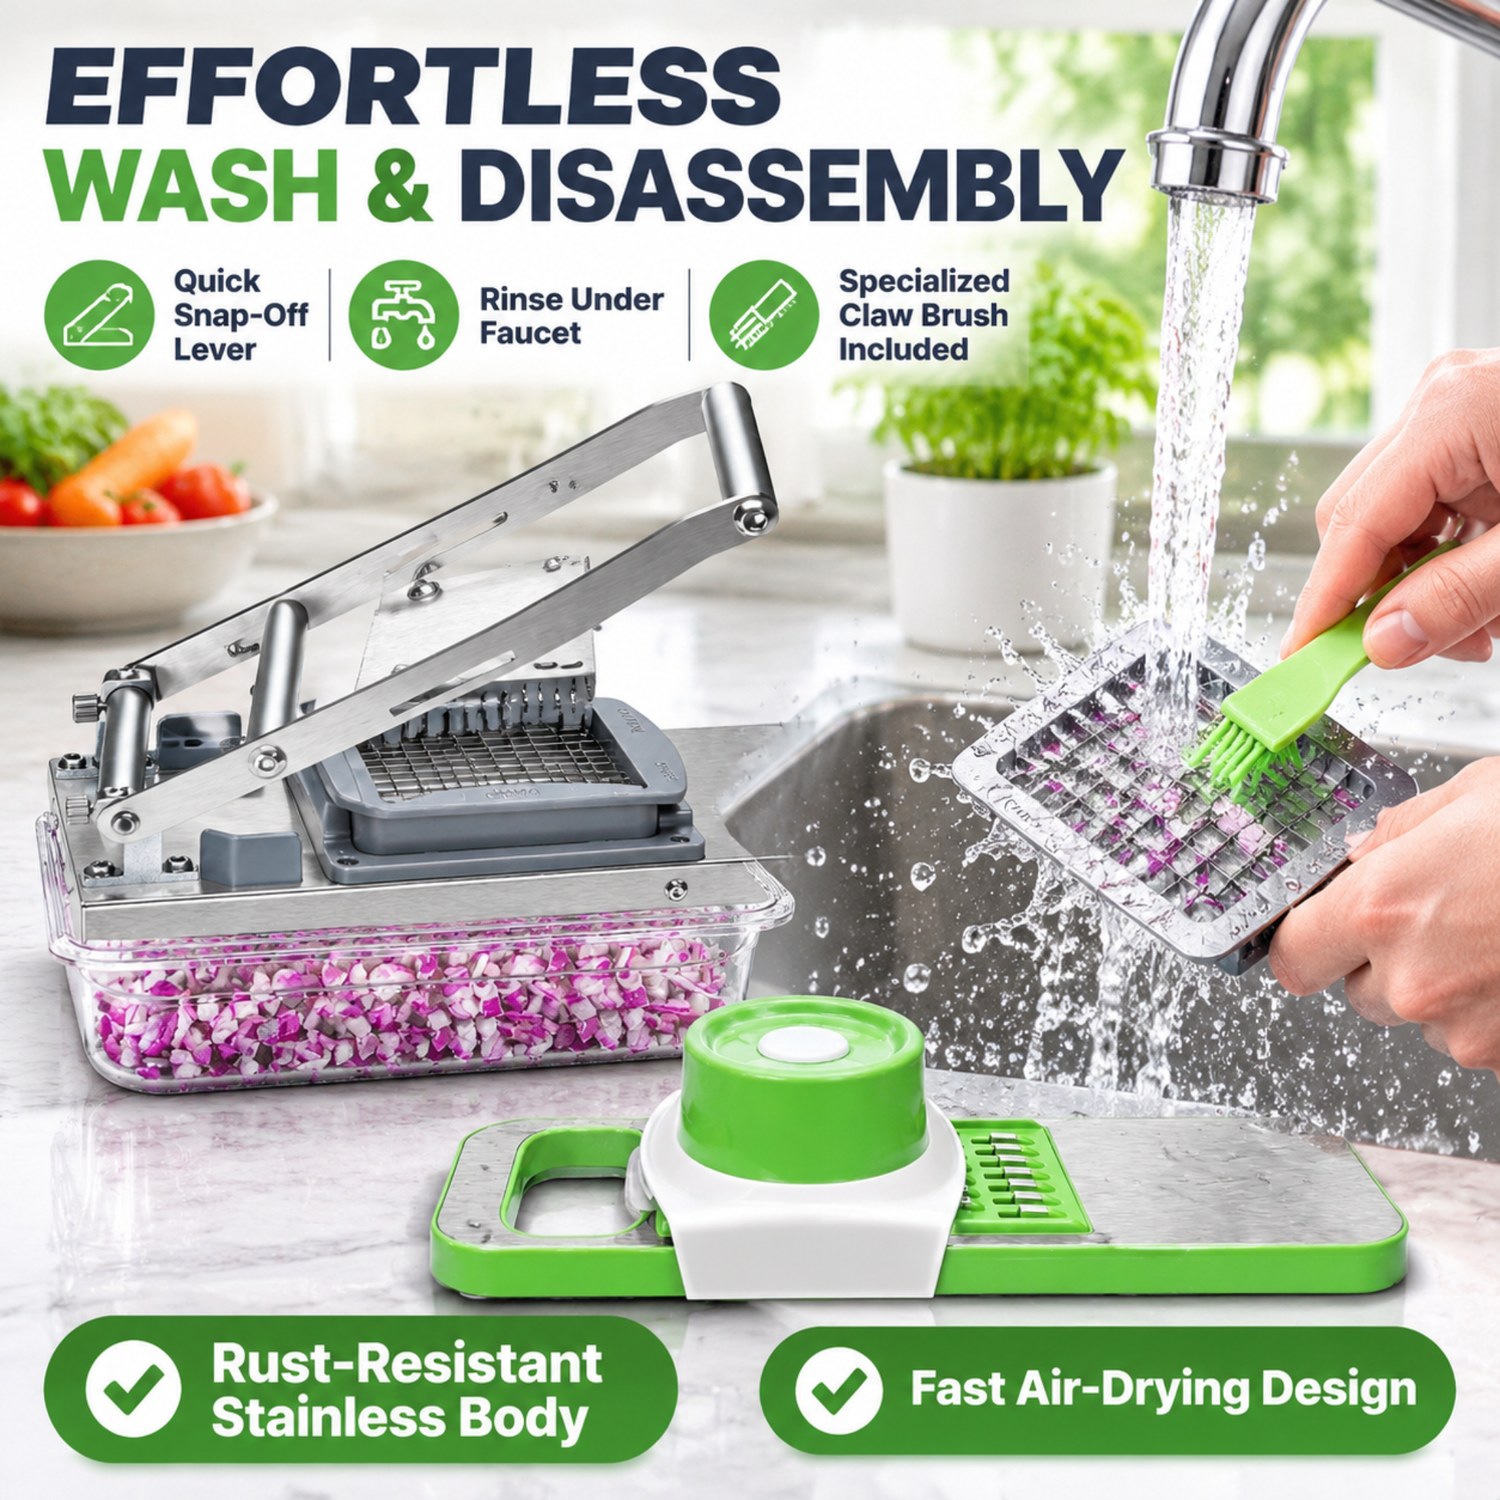 EFFORTLESS
WASH & DISASSEMBLY
Quick
Snap-Off
Lever
Rinse Under
Faucet
Specialized
Claw Brush
Included
Rust-Resistant
Stainless Body
Fast Air-Drying Design